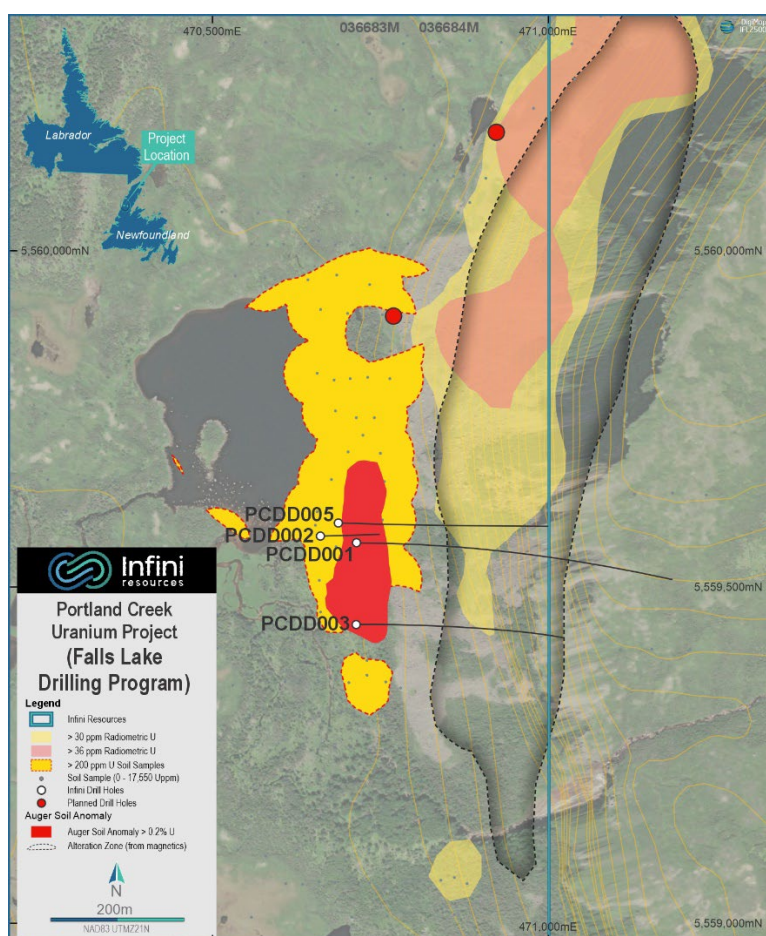 470,500mE
036683M
036684M
471,000mE
DigiMap
Labrador
Project
Location
Newfoundland
5,560,000mN
5,560,000mN
PCDD005
PCDD002
PCDD001
5,559,500mN
PCDD003
Infini
resources
Portland Creek
Uranium Project
(Falls Lake
Drilling Program)
Legend
Infini Resources
> 30 ppm Radiometric U
> 36 ppm Radiometric U
> 200 ppm U Soil Samples
Soil Sample (0 - 17,550 Uppm)
Infini Drill Holes
Planned Drill Holes
Auger Soil Anomaly
Auger Soil Anomaly > 0.2% U
Alteration Zone (from magnetics)
N
200m
NAD83 UTMZ21N
471,000mE
5,559,000mN